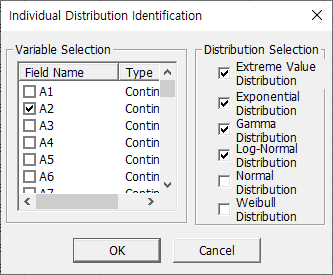 Individual Distribution Identification
Variable Selection
Field Name Type
A1 Contin
A2 Contin
A3 Contin
A4 Contin
A5 Contin
A6 Contin
Distribution Selection
Extreme Value
Distribution
Exponential
Distribution
Gamma
Distribution
Log-Normal
Distribution
Normal
Distribution
Weibull
Distribution
OK
Cancel